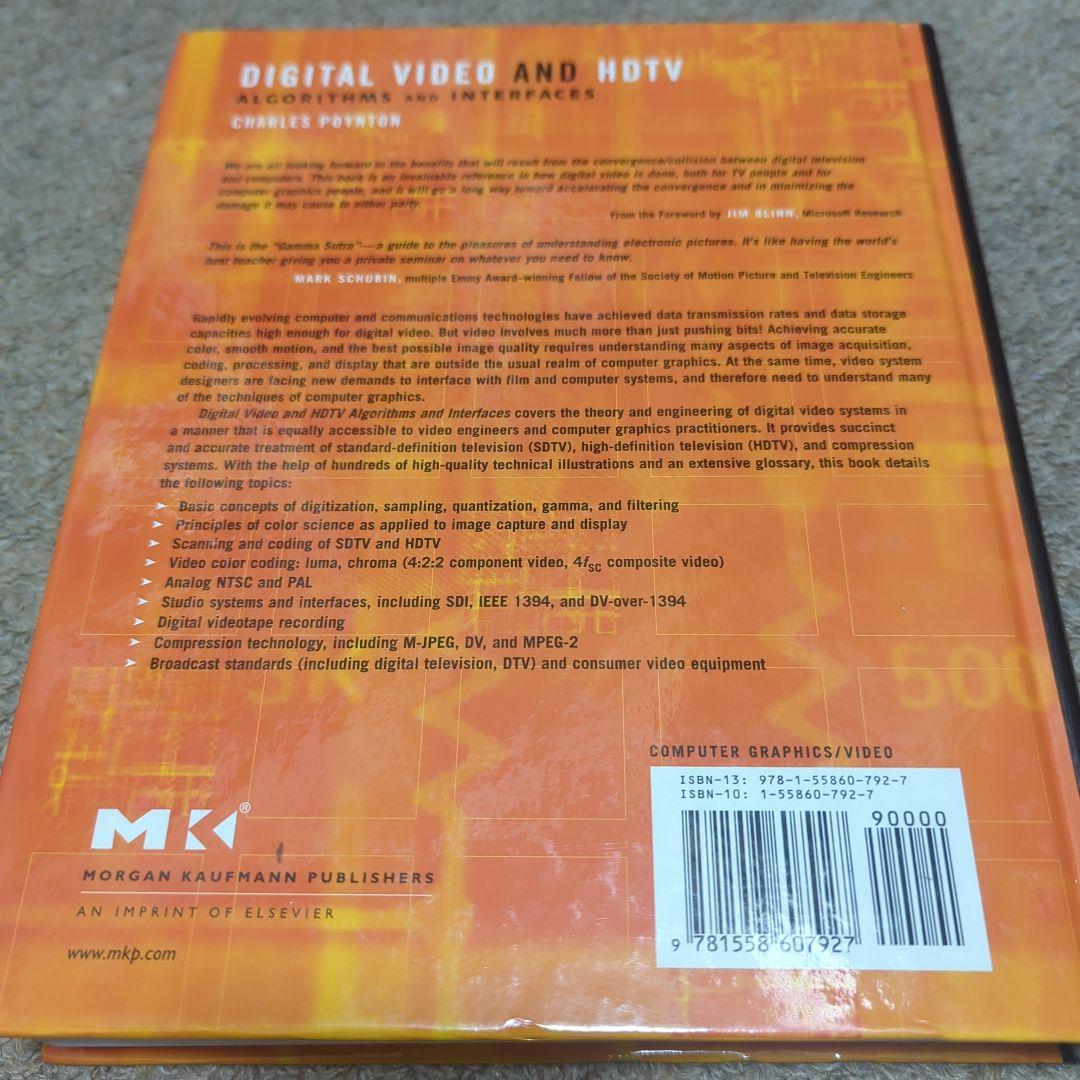 DIGITAL VIDEO AND HDTV
ALGORITHMS AND INTERFACES
CHARLES POYNTON
We are all looking forward to the benefits that will result from the convergence/collision between digital television
and computers. This book is an invaluable reference in how digital video is done, both for TV people and for
computer graphics people, and it will go a long way toward accelerating the convergence and in minimizing the
damage it may cause to either party.
From the Foreword by JIM BLINN, Microsoft Research
This is the "Gamma Sutra"—a guide to the pleasures of understanding electronic pictures. It's like having the world's
best teacher giving you a private seminar on whatever you need to know.
MARK SCHUBIN, multiple Emmy Award–winning Fellow of the Society of Motion Picture and Television Engineers
Rapidly evolving computer and communications technologies have achieved data transmission rates and data storage
capacities high enough for digital video. But video involves much more than just pushing bits! Achieving accurate
color, smooth motion, and the best possible image quality requires understanding many aspects of image acquisition,
coding, processing, and display that are outside the usual realm of computer graphics. At the same time, video system
designers are facing new demands to interface with film and computer systems, and therefore need to understand many
of the techniques of computer graphics.
Digital Video and HDTV Algorithms and Interfaces covers the theory and engineering of digital video systems in
a manner that is equally accessible to video engineers and computer graphics practitioners. It provides succinct
and accurate treatment of standard-definition television (SDTV), high-definition television (HDTV), and compression
systems. With the help of hundreds of high-quality technical illustrations and an extensive glossary, this book details
the following topics:
➤ Basic concepts of digitization, sampling, quantization, gamma, and filtering
➤ Principles of color science as applied to image capture and display
➤ Scanning and coding of SDTV and HDTV
➤ Video color coding: luma, chroma (4:2:2 component video, 4fSC composite video)
➤ Analog NTSC and PAL
➤ Studio systems and interfaces, including SDI, IEEE 1394, and DV-over-1394
➤ Digital videotape recording
➤ Compression technology, including M-JPEG, DV, and MPEG-2
➤ Broadcast standards (including digital television, DTV) and consumer video equipment
500
COMPUTER GRAPHICS/VIDEO
ISBN-13: 978-1-55860-792-7
ISBN-10: 1-55860-792-7
90000
9 781558 607927
MK®
MORGAN KAUFMANN PUBLISHERS
AN IMPRINT OF ELSEVIER
www.mkp.com